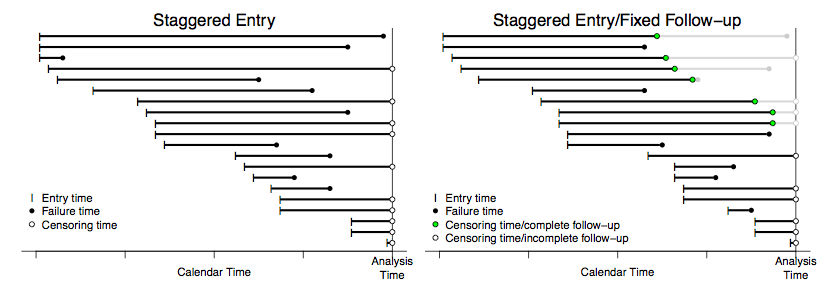 Staggered Entry
Entry time
Failure time
Censoring time
Calendar Time
Analysis
Time
Staggered Entry/Fixed Follow−up
Entry time
Failure time
Censoring time/complete follow−up
Censoring time/incomplete follow−up
Calendar Time
Analysis
Time